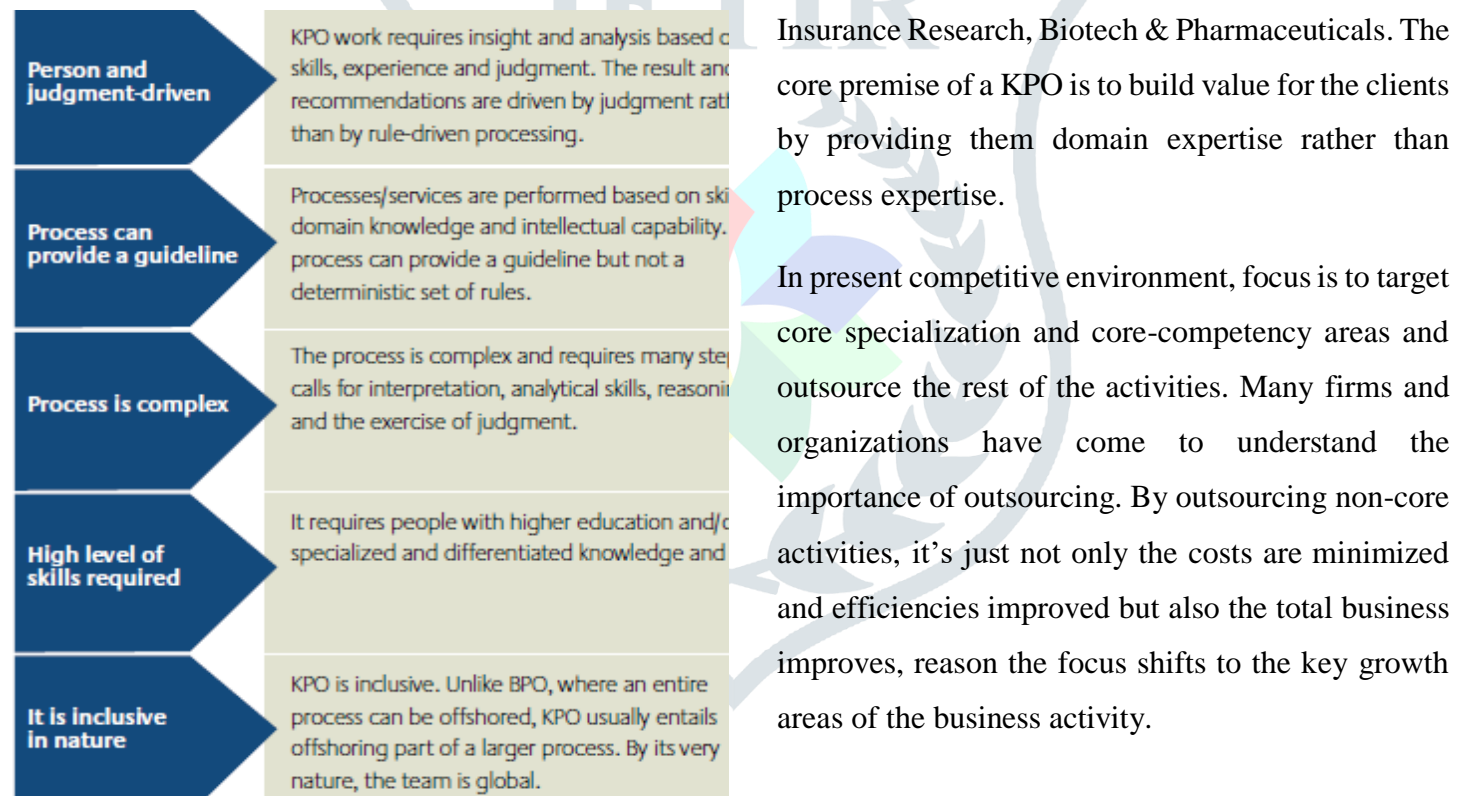 Person and
judgment-driven
KPO work requires insight and analysis based
skills, experience and judgment. The result and
recommendations are driven by judgment
than by rule-driven processing.
Process can
provide a guideline
Processes/services are performed based on
domain knowledge and intellectual capability.
process can provide a guideline but not a
deterministic set of rules.
Process is complex
The process is complex and requires many
calls for interpretation, analytical skills,
and the exercise of judgment.
High level of
skills required
It requires people with higher education
specialized and differentiated knowledge and
It is inclusive
in nature
KPO is inclusive. Unlike BPO, where an entire
process can be offshored, KPO usually entails
offshoring part of a larger process. By its very
nature, the team is global.
Insurance Research, Biotech & Pharmaceuticals. The
core premise of a KPO is to build value for the clients
by providing them domain expertise rather than
process expertise.
In present competitive environment, focus is to target
core specialization and core-competency areas and
outsource the rest of the activities. Many firms and
organizations have come to understand the
importance of outsourcing. By outsourcing non-core
activities, it's just not only the costs are minimized
and efficiencies improved but also the total business
improves, reason the focus shifts to the key growth
areas of the business activity.